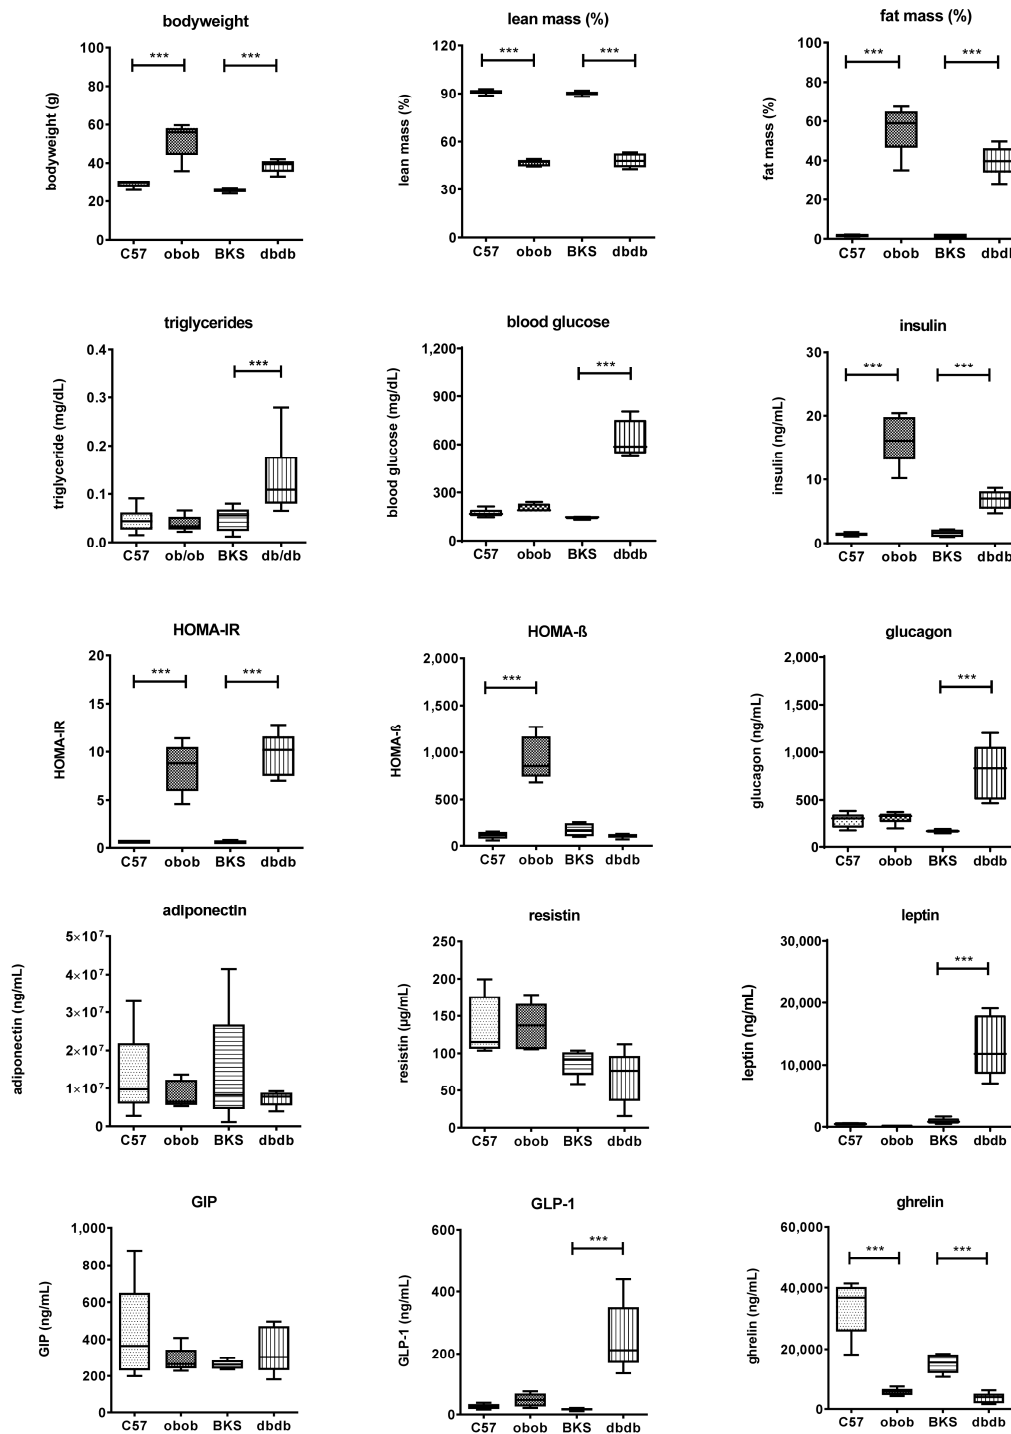 bodyweight
bodyweight (g)
100
80
60
40
20
0
***
***
C57 obob BKS dbdb
lean mass (%)
lean mass (%)
120
90
60
30
0
***
***
C57 obob BKS dbdb
fat mass (%)
fat mass (%)
100
80
60
40
20
0
***
***
C57 obob BKS dbdl
triglycerides
triglyceride (mg/dL)
0.4
0.3
0.2
0.1
0.0
***
C57 ob/ob BKS db/db
blood glucose
blood glucose (mg/dL)
1,200
900
600
300
0
***
C57 obob BKS dbdb
insulin
insulin (ng/mL)
30
20
10
0
***
***
C57 obob BKS dbdb
HOMA-IR
HOMA-IR
20
15
10
5
0
***
***
C57 obob BKS dbdb
HOMA-ß
HOMA-ß
2,000
1,500
1,000
500
0
***
C57 obob BKS dbdb
glucagon
glucagon (ng/mL)
2,000
1,500
1,000
500
0
***
C57 obob BKS dbdb
adiponectin
adiponectin (ng/mL)
5×10⁷
4×10⁷
3×10⁷
2×10⁷
1×10⁷
0
C57 obob BKS dbdb
resistin
resistin (µg/mL)
250
200
150
100
50
0
C57 obob BKS dbdb
leptin
leptin (ng/mL)
30,000
20,000
10,000
0
***
C57 obob BKS dbdb
GIP
GIP (ng/mL)
1,000
800
600
400
200
0
C57 obob BKS dbdb
GLP-1
GLP-1 (ng/mL)
600
400
200
0
***
C57 obob BKS dbdb
ghrelin
ghrelin (ng/mL)
60,000
40,000
20,000
0
***
***
C57 obob BKS dbdb